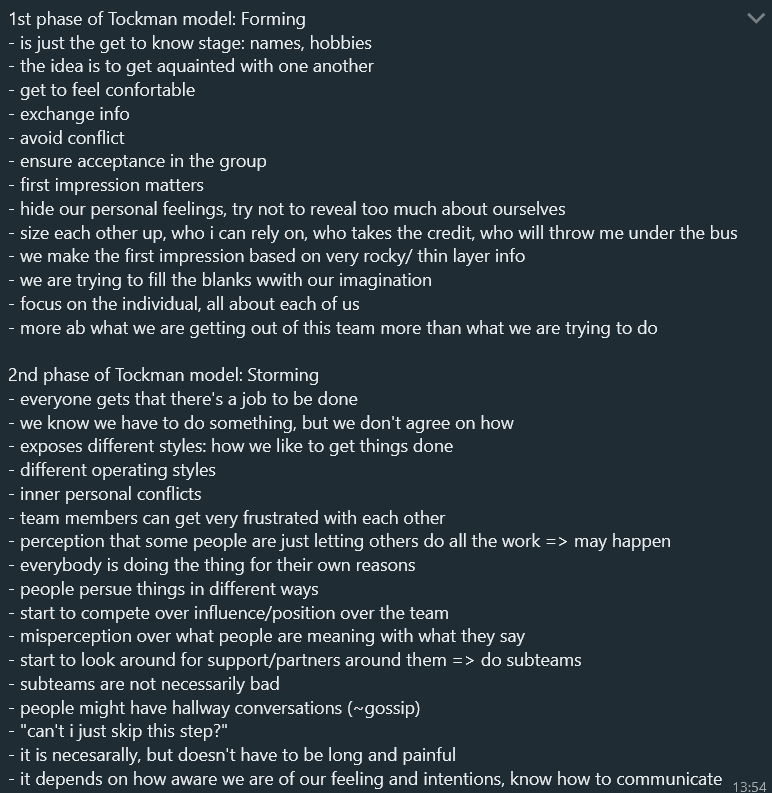 1st phase of Tockman model: Forming
- is just the get to know stage: names, hobbies
- the idea is to get aquainted with one another
- get to feel confortable
- exchange info
- avoid conflict
- ensure acceptance in the group
- first impression matters
- hide our personal feelings, try not to reveal too much about ourselves
- size each other up, who i can rely on, who takes the credit, who will throw me under the bus
- we make the first impression based on very rocky/ thin layer info
- we are trying to fill the blanks wwith our imagination
- focus on the individual, all about each of us
- more ab what we are getting out of this team more than what we are trying to do

2nd phase of Tockman model: Storming
- everyone gets that there's a job to be done
- we know we have to do something, but we don't agree on how
- exposes different styles: how we like to get things done
- different operating styles
- inner personal conflicts
- team members can get very frustrated with each other
- perception that some people are just letting others do all the work => may happen
- everybody is doing the thing for their own reasons
- people persue things in different ways
- start to compete over influence/position over the team
- misperception over what people are meaning with what they say
- start to look around for support/partners around them => do subteams
- subteams are not necessarily bad
- people might have hallway conversations (~gossip)
- "can't i just skip this step?"
- it is necesarally, but doesn't have to be long and painful
- it depends on how aware we are of our feeling and intentions, know how to communicate
13:54